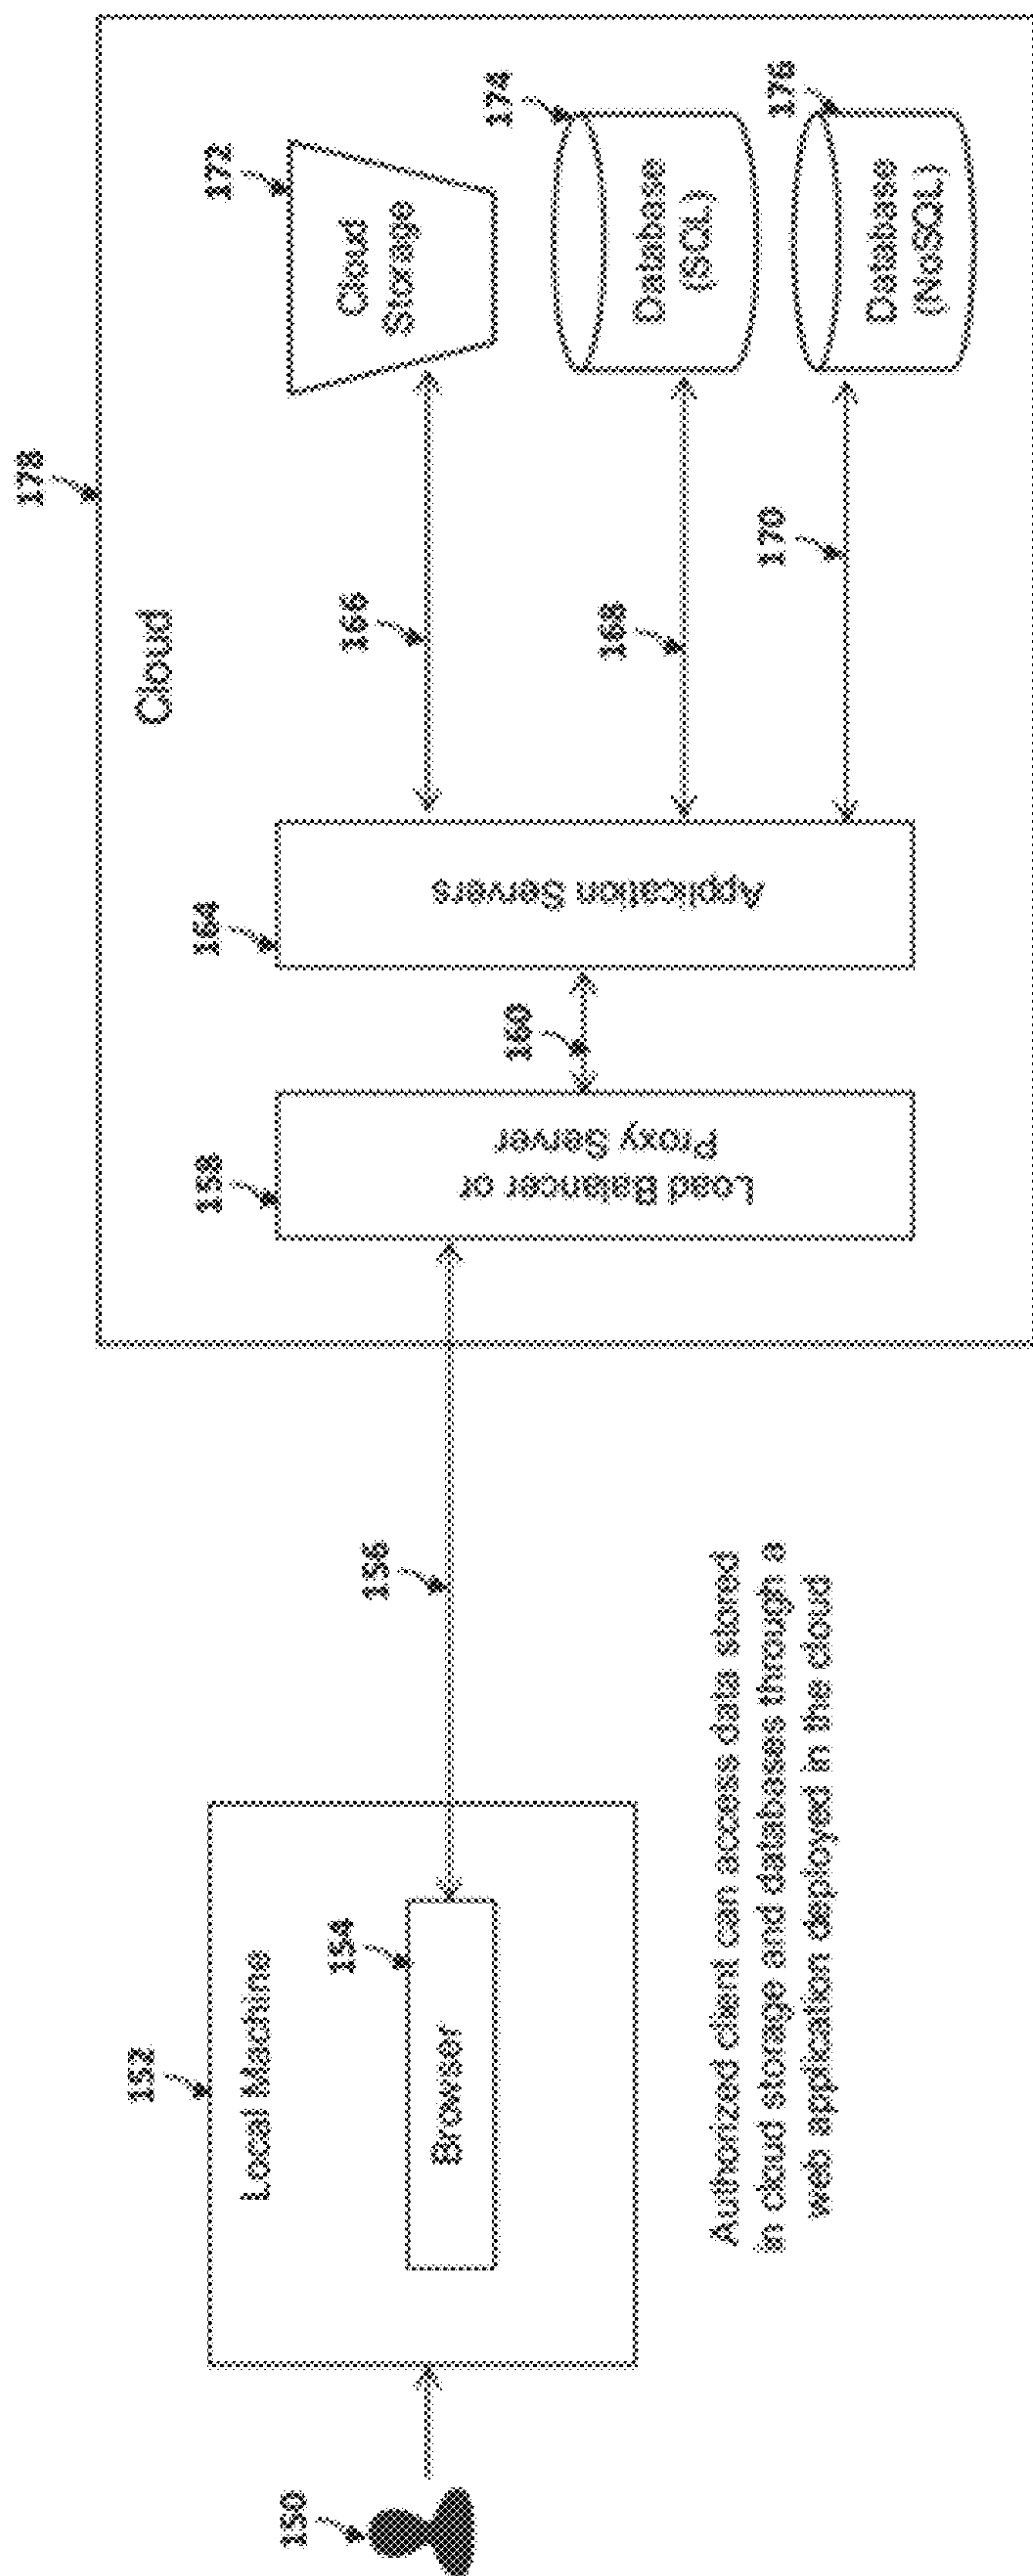 150
152
Local Machine
154
Browser
156
Authorized client can access data stored
in cloud storage and databases through a
web application deployed in the cloud
178
Cloud
158
Load Balancer or
Proxy Server
160
164
Application Servers
166
168
170
172
Cloud
Storage
174
Database
(SQL)
176
Database
(NoSQL)